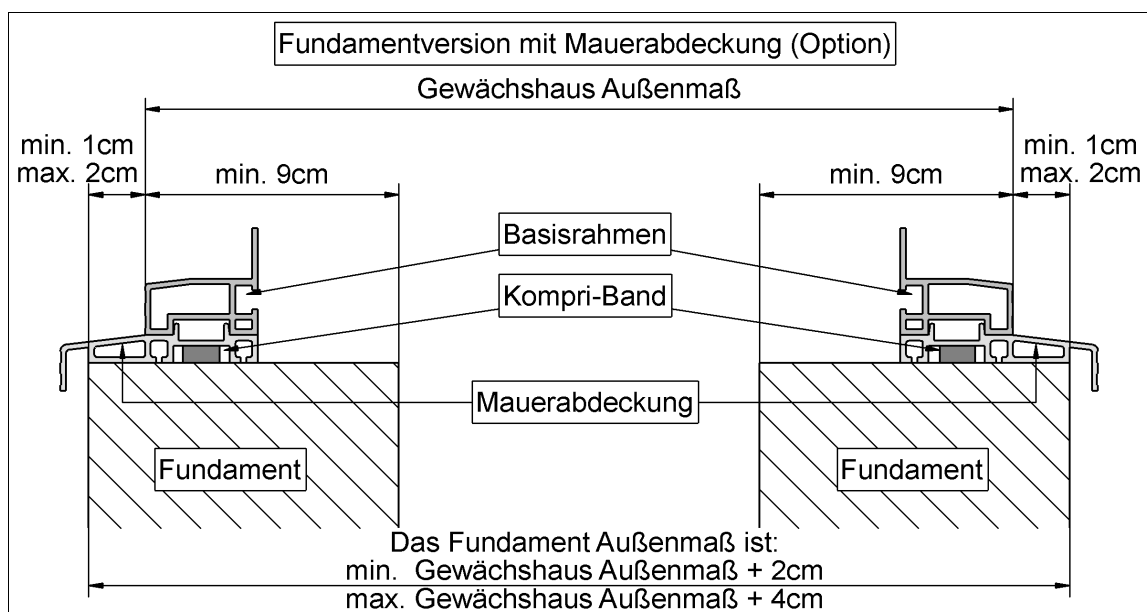 Fundamentversion mit Mauerabdeckung (Option)
Gewächshaus Außenmaß
min. 1cm
max. 2cm
min. 9cm
min. 9cm
min. 1cm
max. 2cm
Basisrahmen
Kompri-Band
Mauerabdeckung
Fundament
Fundament
Das Fundament Außenmaß ist:
min. Gewächshaus Außenmaß + 2cm
max. Gewächshaus Außenmaß + 4cm